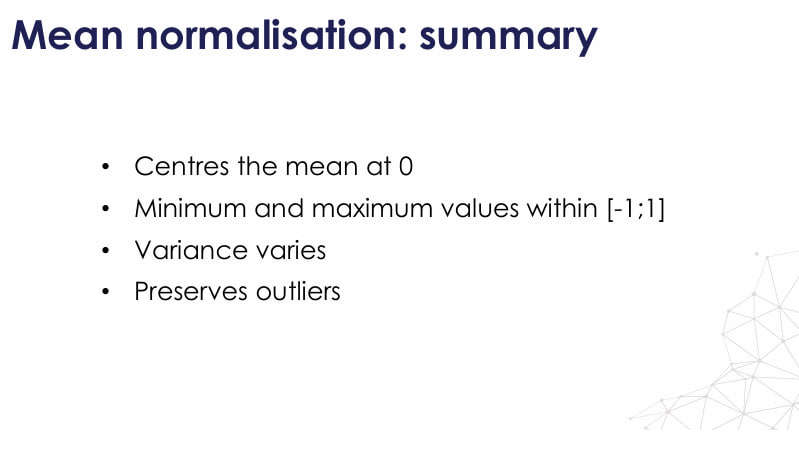 Mean normalisation: summary
• Centres the mean at 0
• Minimum and maximum values within [-1;1]
• Variance varies
• Preserves outliers